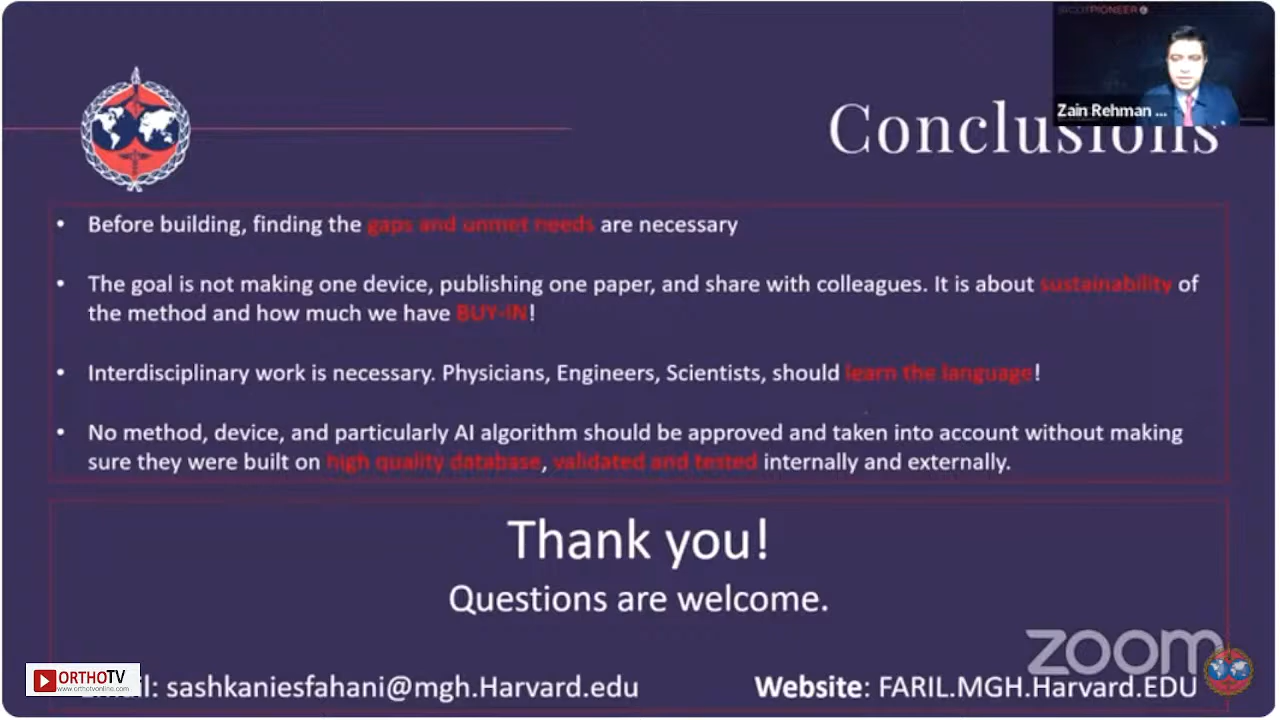 Zain Rehman ...
Conclusions
• Before building, finding the gaps and unmet needs are necessary
• The goal is not making one device, publishing one paper, and share with colleagues. It is about sustainability of
the method and how much we have BUY-IN!
• Interdisciplinary work is necessary. Physicians, Engineers, Scientists, should learn the language!
• No method, device, and particularly AI algorithm should be approved and taken into account without making
sure they were built on high quality database, validated and tested internally and externally.
Thank you!
Questions are welcome.
zoom
ORTHOTV
www.orthotvonline.com
: sashkaniesfahani@mgh.Harvard.edu
Website: FARIL.MGH.Harvard.EDU